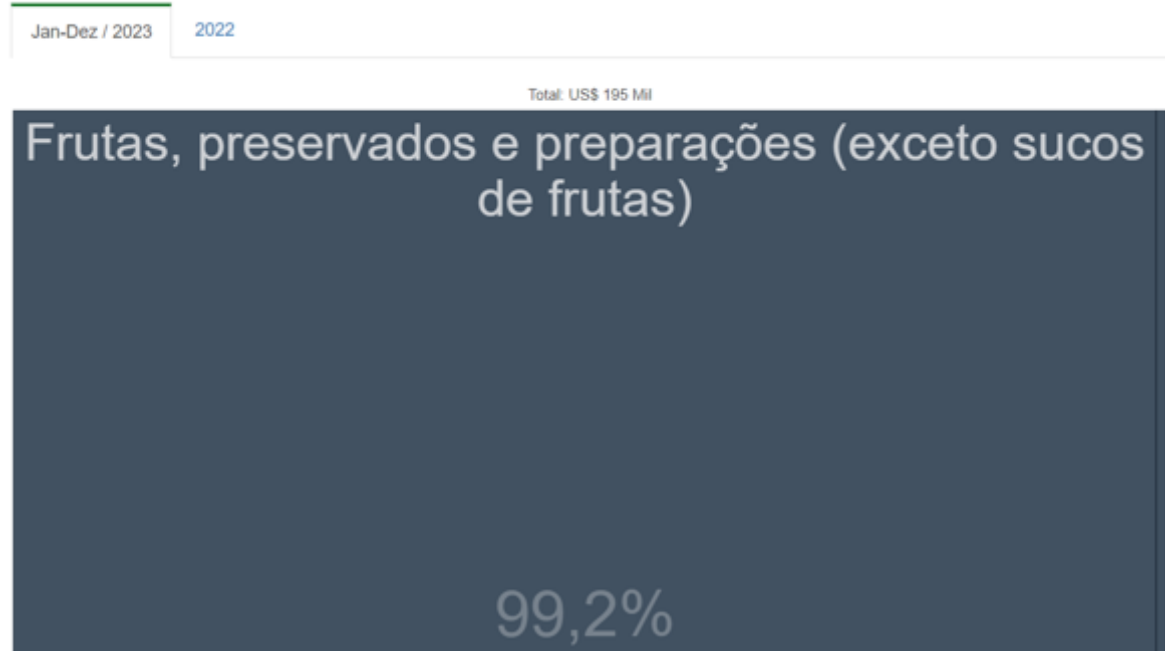 Jan-Dez / 2023
2022
Total: US$ 195 Mil
Frutas, preservados e preparações (exceto sucos
de frutas)
99,2%